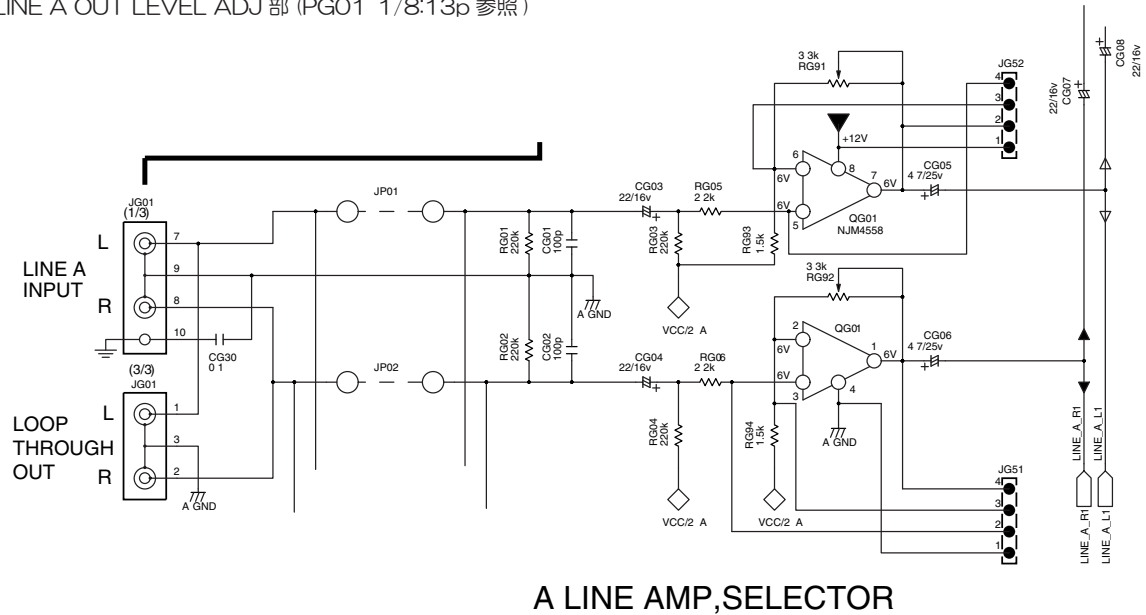 LINE A OUT LEVEL ADJ 部 (PG01 1/8:13p 参照)
3 3k
RG91
JG52
4
3
2
1
+12V
22/16v
CG07
CG08
22/16v
6
6V
8
7
6V
5
CG05
4 7/25v
QG01
NJM4558
JG01
(1/3)
L
7
LINE A
INPUT
9
R
8
10
CG30
0 1
JP01
RG01
220k
CG01
100p
CG03
22/16v
RG05
2 2k
RG03
220k
RG93
1.5k
6V
A GND
VCC/2 A
3 3k
RG92
RG02
220k
CG02
100p
2
6V
QG01
1
6V
CG06
4 7/25v
(3/3)
JG01
JP02
CG04
22/16v
RG06
2 2k
6V
3
4
L
1
LOOP
THROUGH
OUT
3
R
2
A GND
RG04
220k
RG94
1.5k
A GND
VCC/2 A
VCC/2 A
JG51
4
3
2
1
LINE_A_R1
LINE_A_L1
LINE_A_R1
LINE_A_L1
A LINE AMP,SELECTOR